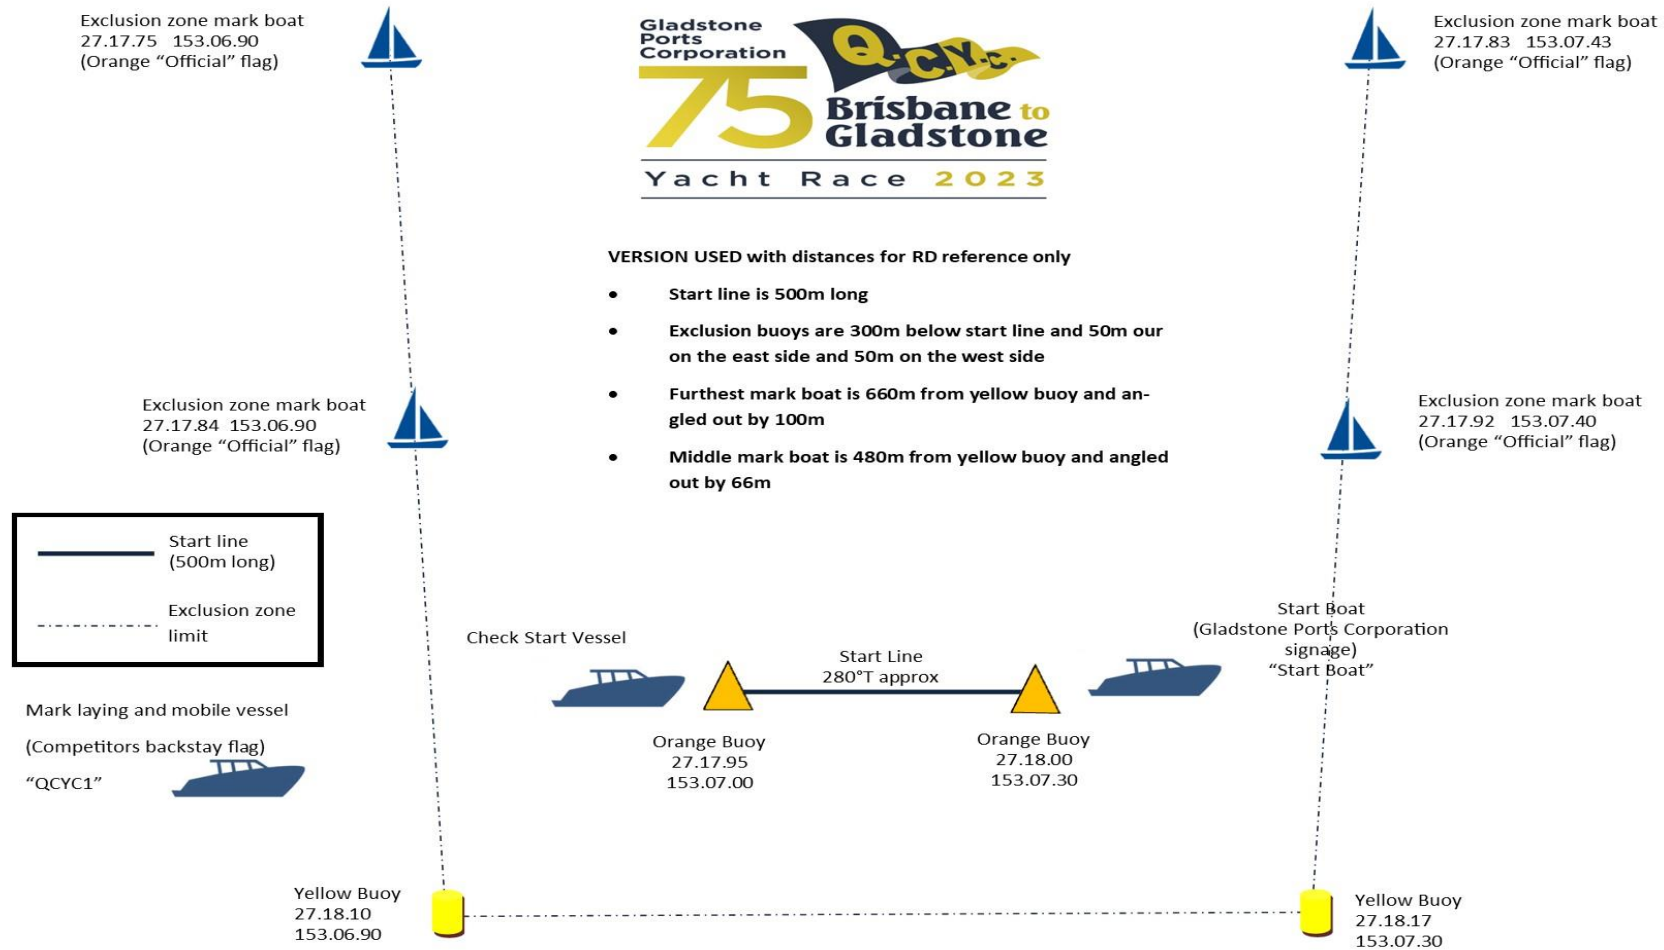 Exclusion zone mark boat
27.17.75 153.06.90
(Orange “Official” flag)
Gladstone
Ports
Corporation
75
Q.C.Y.C.
Brisbane to
Gladstone
Yacht Race 2023
Exclusion zone mark boat
27.17.83 153.07.43
(Orange “Official” flag)
VERSION USED with distances for RD reference only
• Start line is 500m long
• Exclusion buoys are 300m below start line and 50m our
on the east side and 50m on the west side
• Furthest mark boat is 660m from yellow buoy and an-
gled out by 100m
• Middle mark boat is 480m from yellow buoy and angled
out by 66m
Exclusion zone mark boat
27.17.84 153.06.90
(Orange “Official” flag)
Exclusion zone mark boat
27.17.92 153.07.40
(Orange “Official” flag)
Start line
(500m long)
Exclusion zone
limit
Check Start Vessel
Start Line
280°T approx
Start Boat
(Gladstone Ports Corporation
signage)
“Start Boat”
Mark laying and mobile vessel
(Competitors backstay flag)
“QCYC1”
Orange Buoy
27.17.95
153.07.00
Orange Buoy
27.18.00
153.07.30
Yellow Buoy
27.18.10
153.06.90
Yellow Buoy
27.18.17
153.07.30